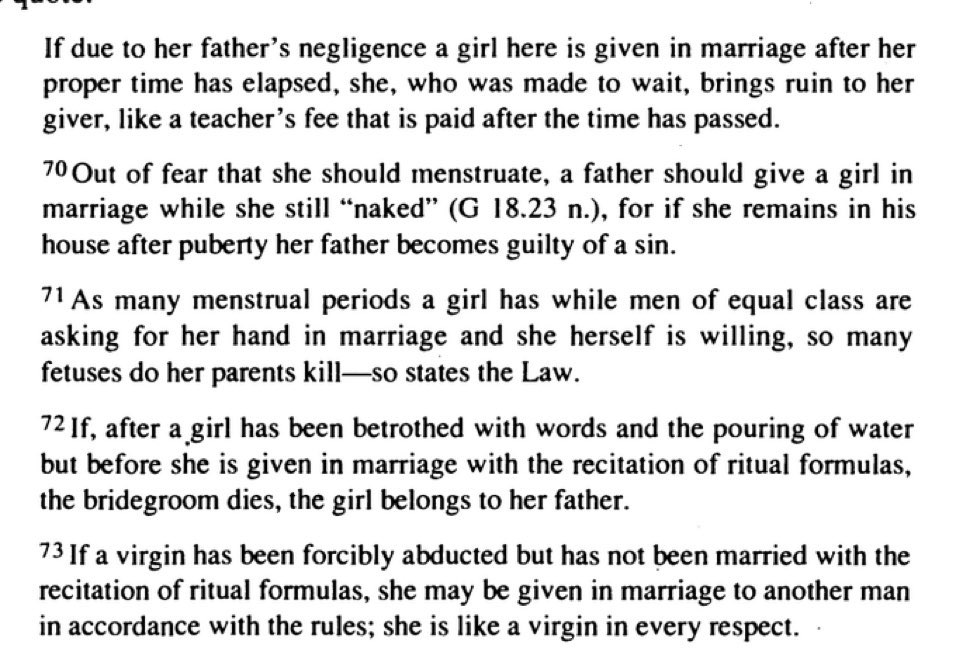 quote:
If due to her father's negligence a girl here is given in marriage after her
proper time has elapsed, she, who was made to wait, brings ruin to her
giver, like a teacher's fee that is paid after the time has passed.
70 Out of fear that she should menstruate, a father should give a girl in
marriage while she still “naked” (G 18.23 n.), for if she remains in his
house after puberty her father becomes guilty of a sin.
71 As many menstrual periods a girl has while men of equal class are
asking for her hand in marriage and she herself is willing, so many
fetuses do her parents kill—so states the Law.
72 If, after a girl has been betrothed with words and the pouring of water
but before she is given in marriage with the recitation of ritual formulas,
the bridegroom dies, the girl belongs to her father.
73 If a virgin has been forcibly abducted but has not been married with the
recitation of ritual formulas, she may be given in marriage to another man
in accordance with the rules; she is like a virgin in every respect.